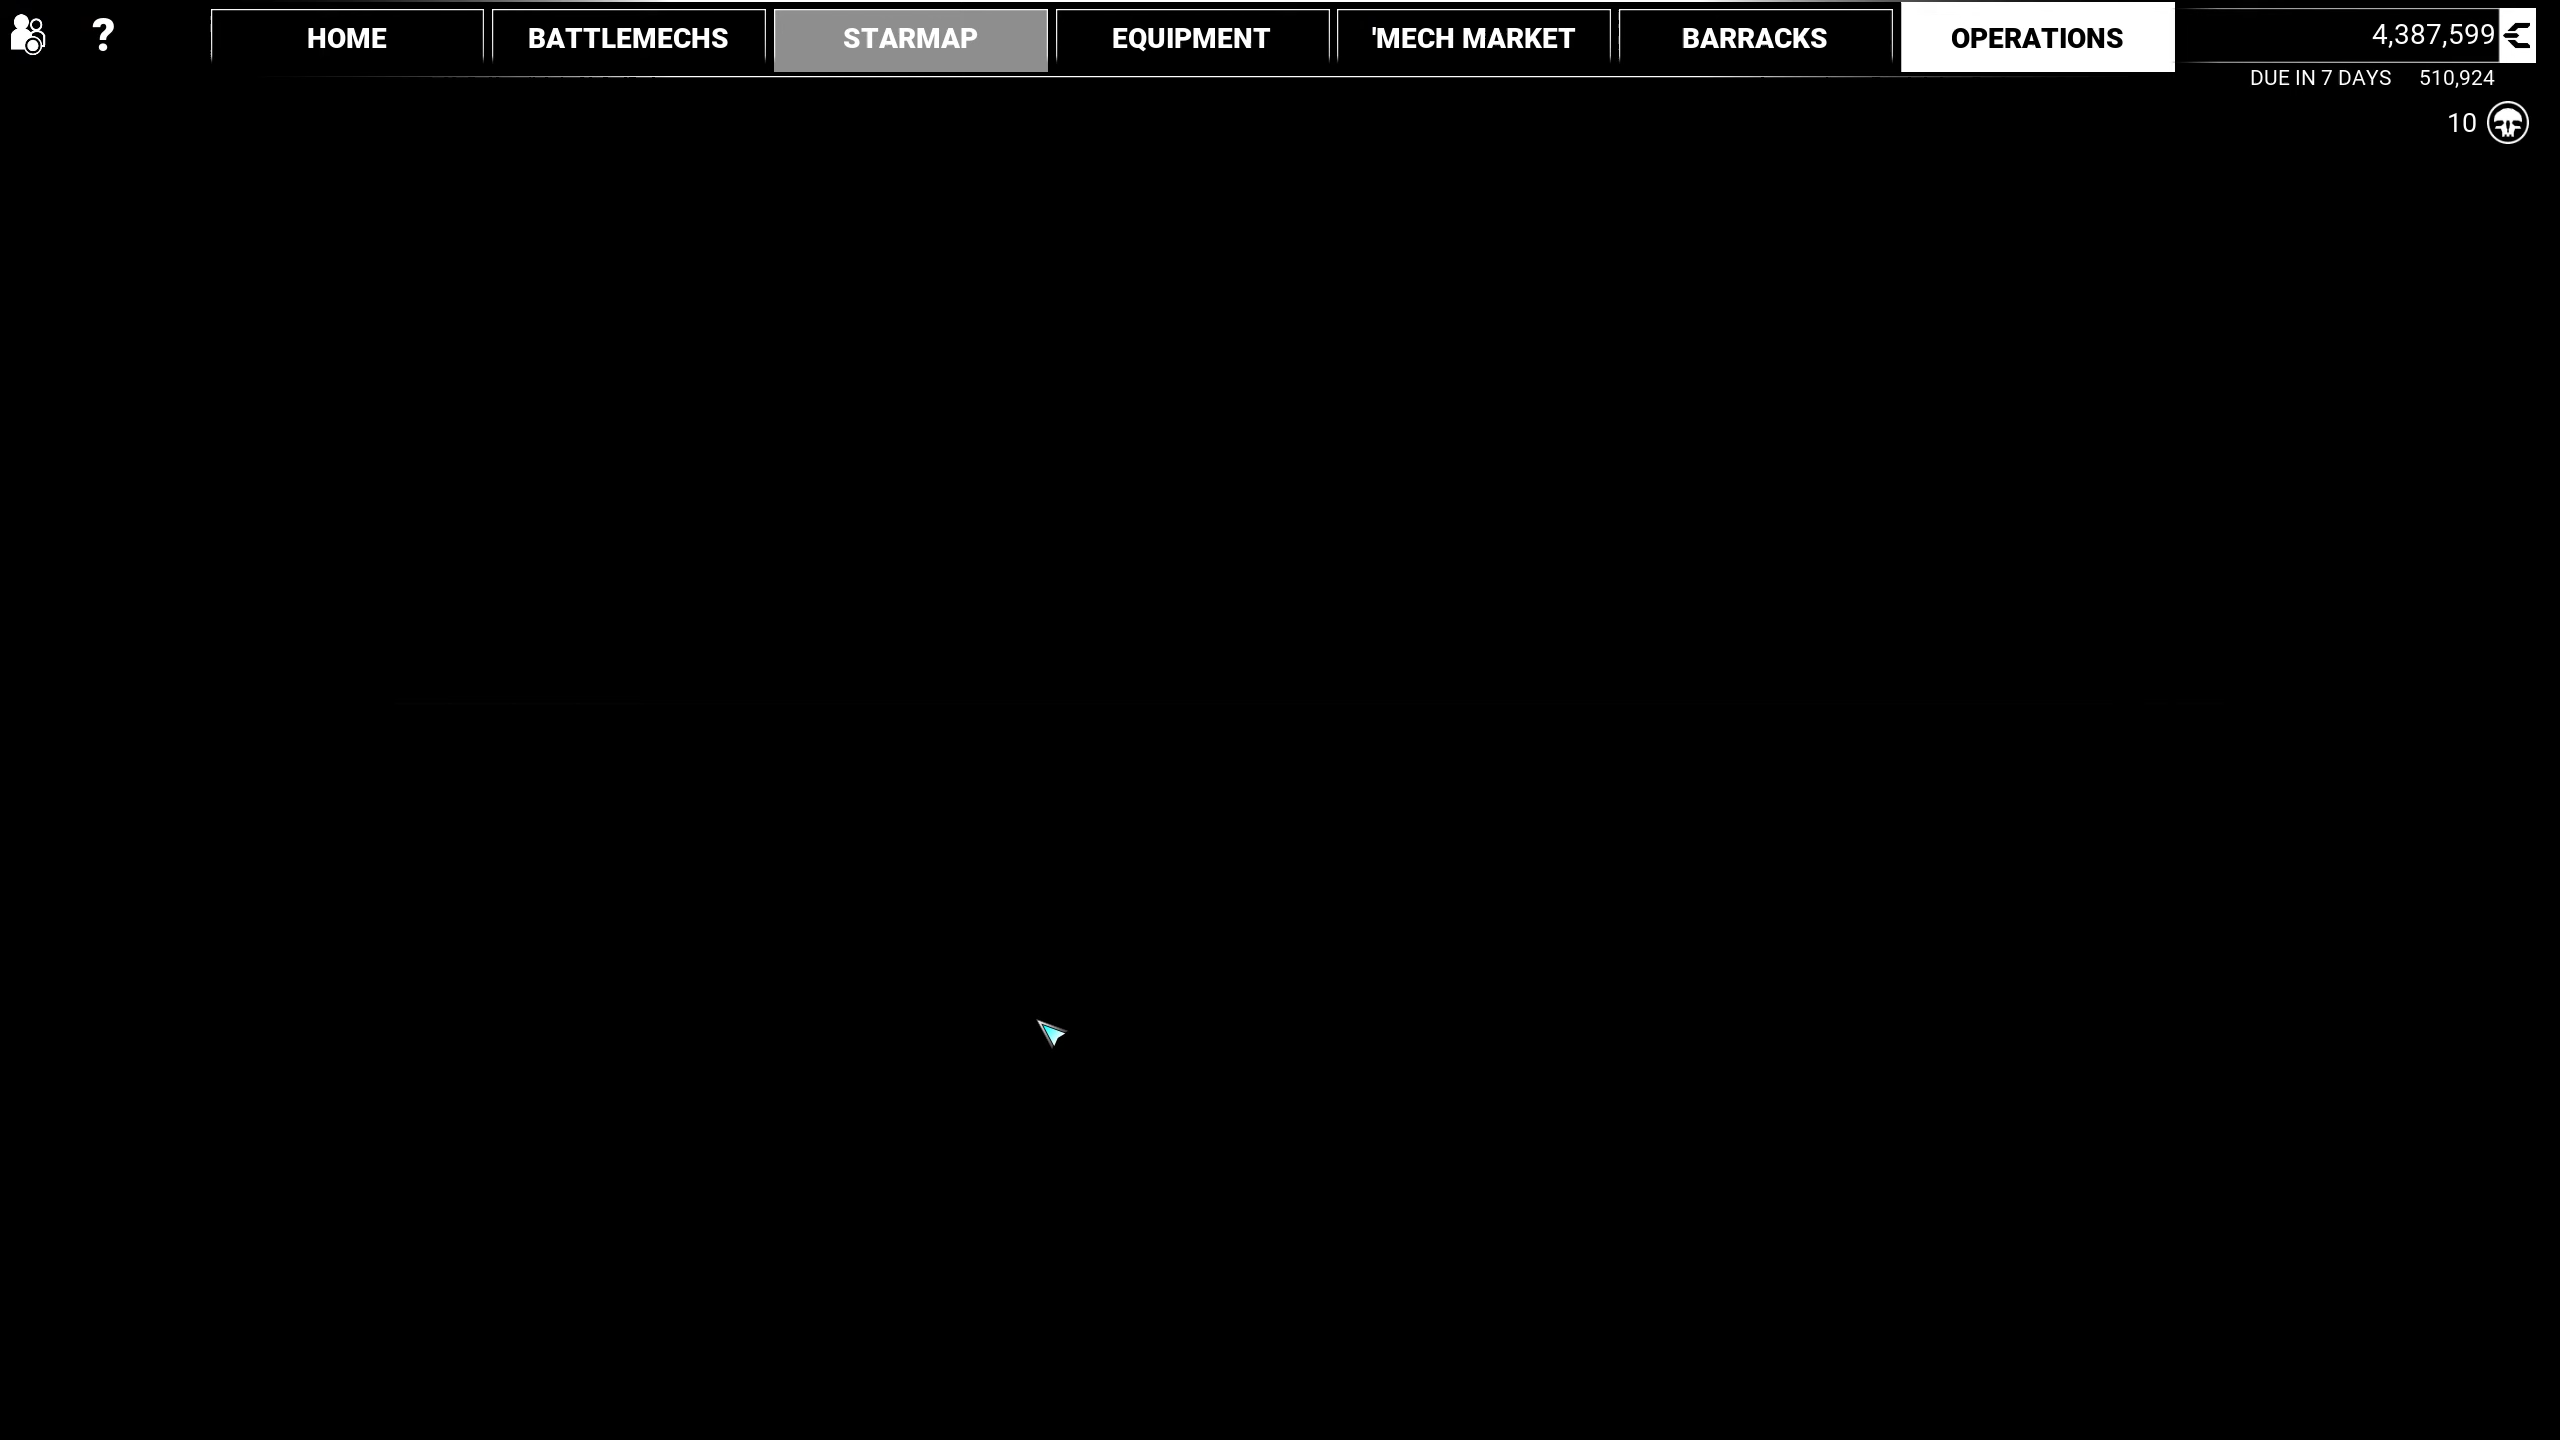 ?
HOME
BATTLEMECHS
STARMAP
EQUIPMENT
'MECH MARKET
BARRACKS
OPERATIONS
4,387,599
DUE IN 7 DAYS 510,924
10